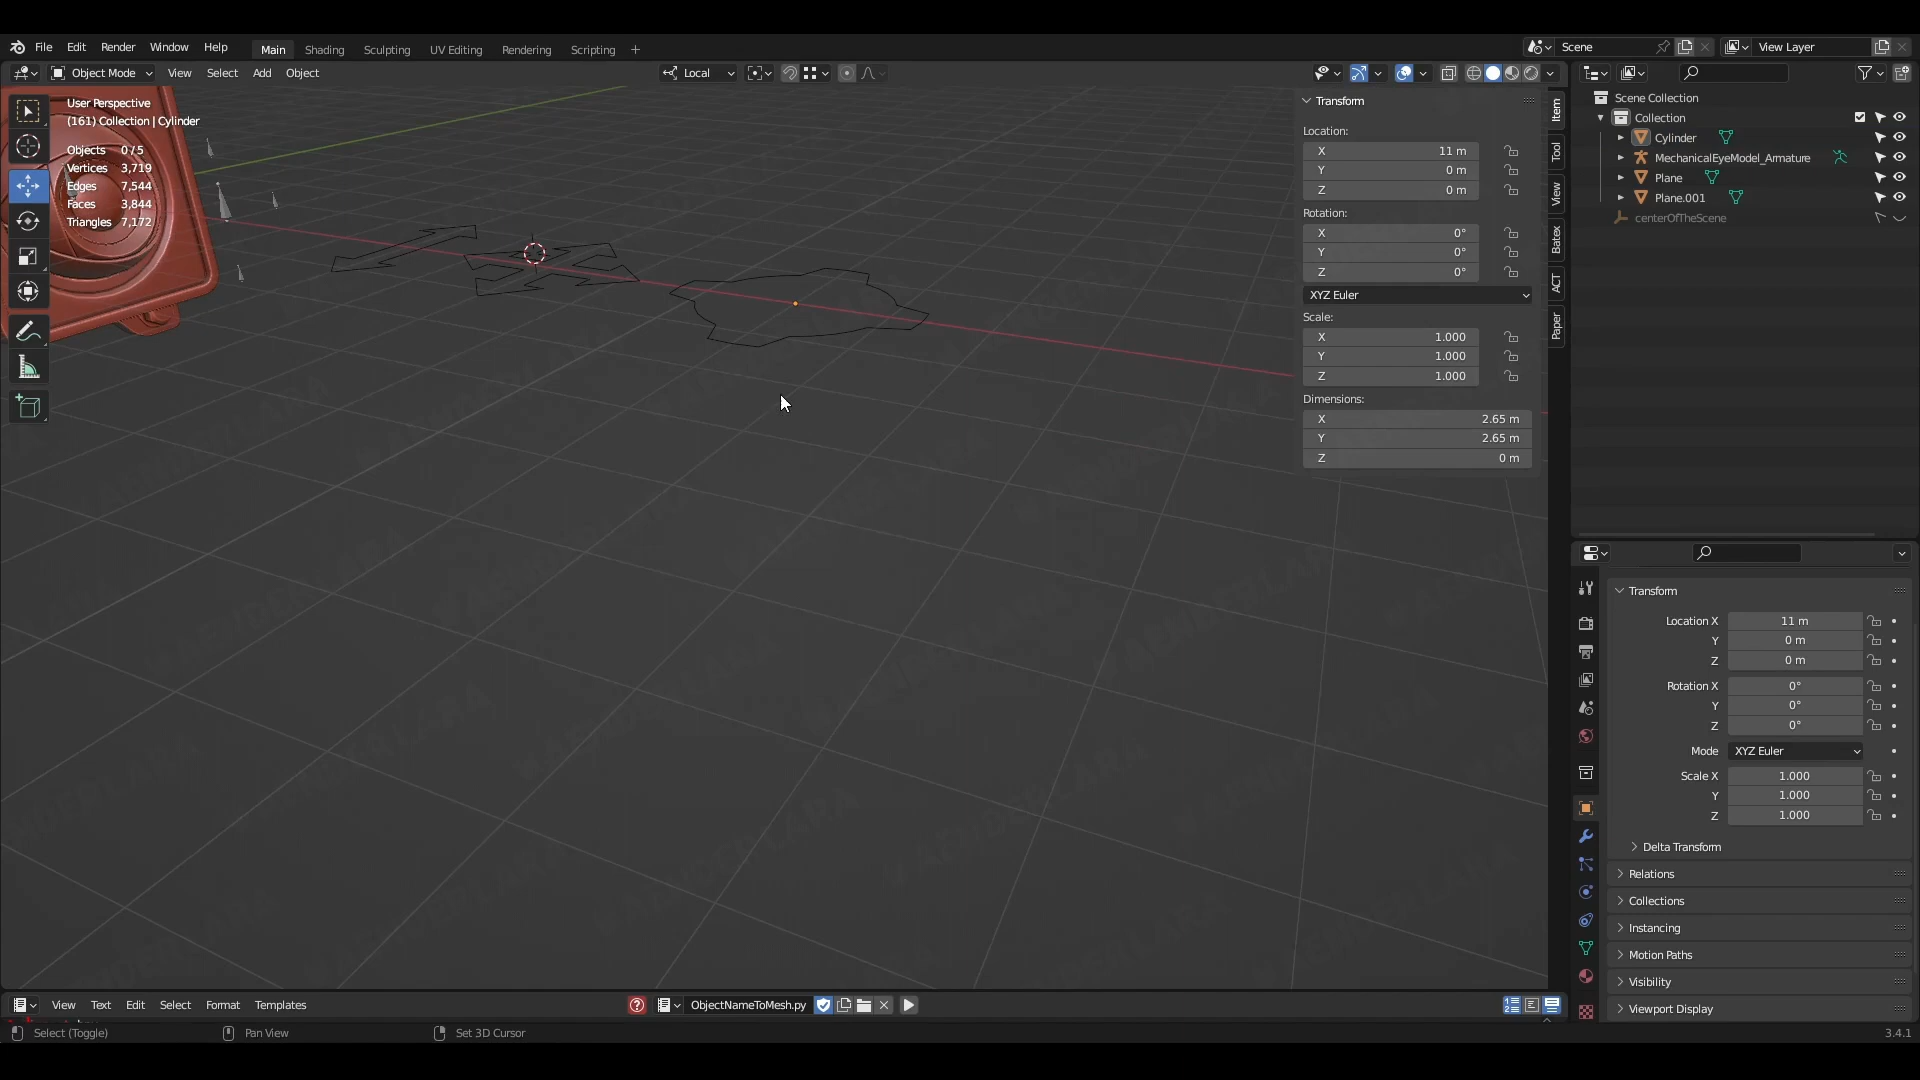 File Edit Render Window Help Main Shading Sculpting UV Editing Rendering Scripting + Scene View Layer
Object Mode View Select Add Object Local
User Perspective
(161) Collection | Cylinder
Objects 0/5
Vertices 3,719
Edges 7,544
Faces 3,844
Triangles 7,172
Transform
Location:
X 11 m
Y 0 m
Z 0 m
Rotation:
X 0°
Y 0°
Z 0°
XYZ Euler
Scale:
X 1.000
Y 1.000
Z 1.000
Dimensions:
X 2.65 m
Y 2.65 m
Z 0 m
Item
Tool
View
Batex
ACT
Paper
Scene Collection
Collection
Cylinder
MechanicalEyeModel_Armature
Plane
Plane.001
centerOfTheScene
Transform
Location X 11 m
Y 0 m
Z 0 m
Rotation X 0°
Y 0°
Z 0°
Mode XYZ Euler
Scale X 1.000
Y 1.000
Z 1.000
Delta Transform
Relations
Collections
Instancing
Motion Paths
Visibility
Viewport Display
View Text Edit Select Format Templates ObjectNameToMesh.py
Select (Toggle) Pan View Set 3D Cursor 3.4.1